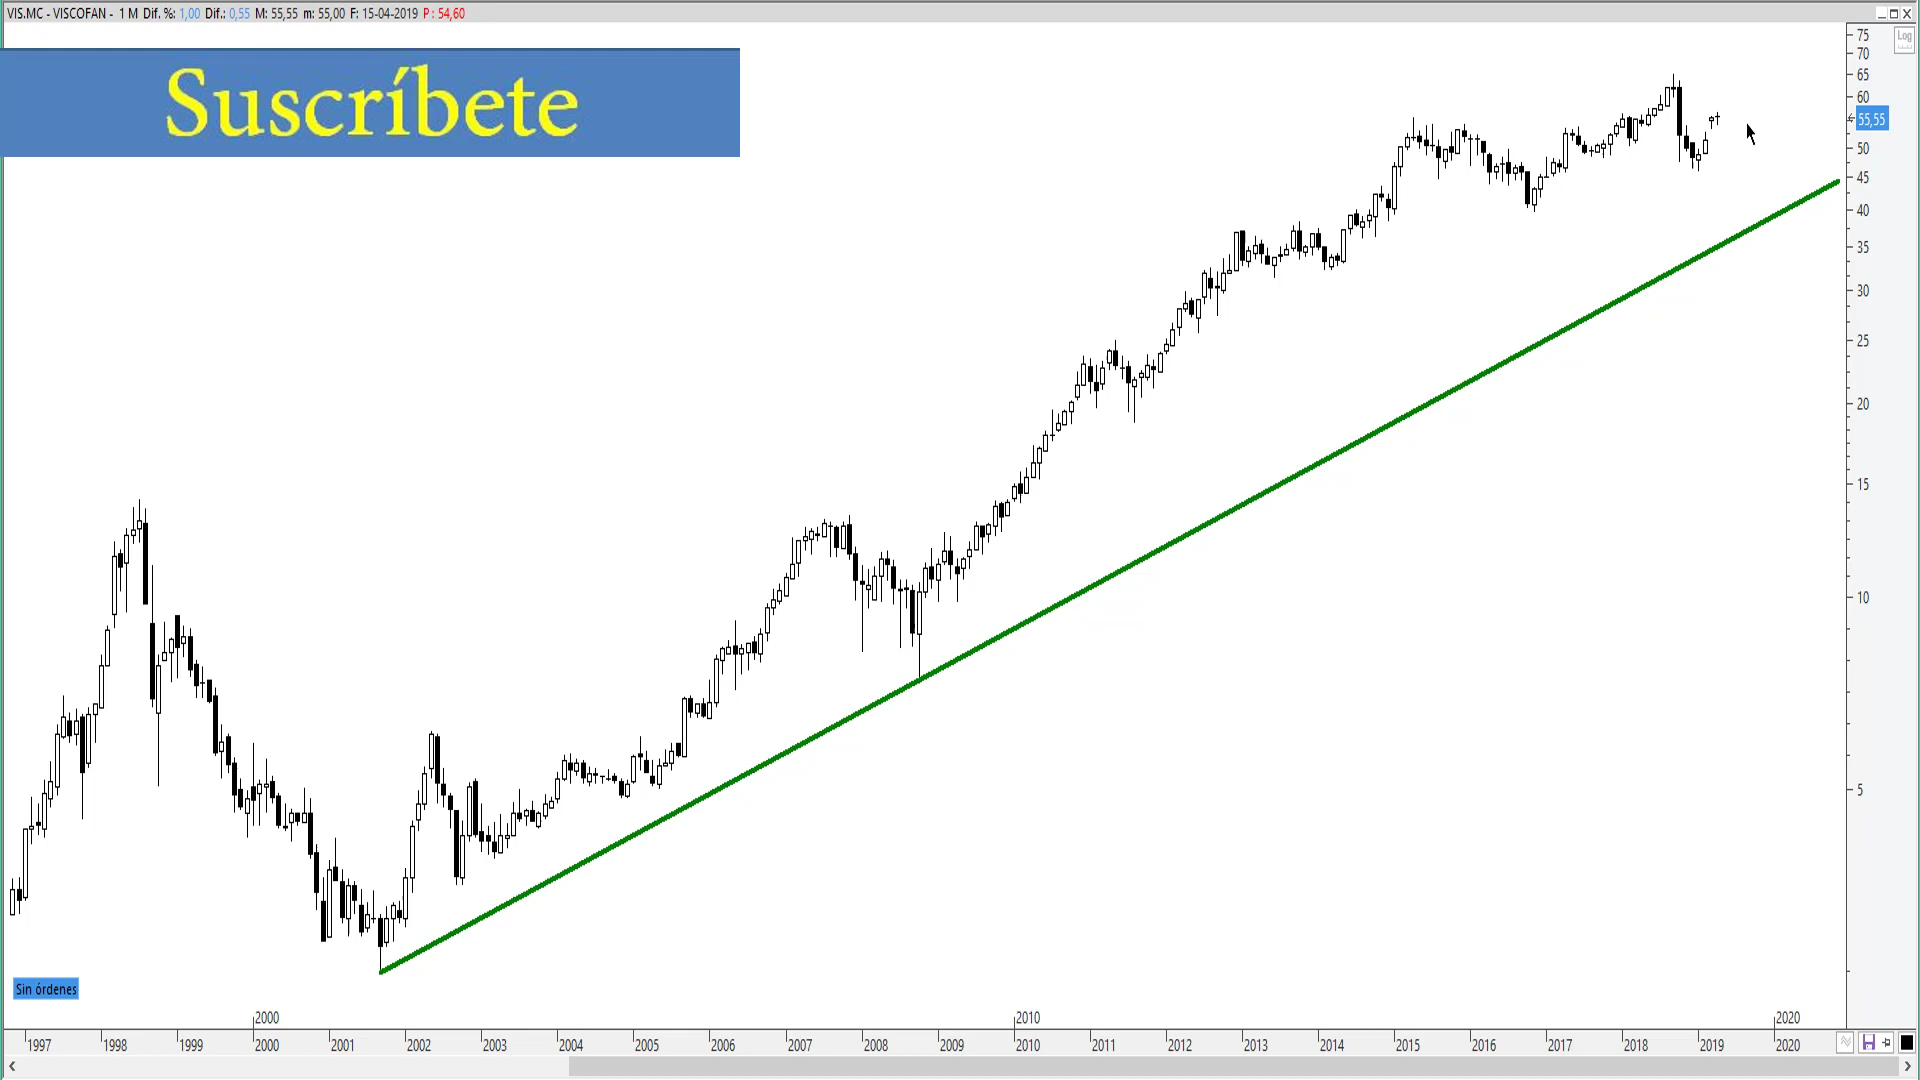 VIS.MC - VISCOFAN - 1 M Dif. %: 1,00 Dif.: 0,55 M: 55,55 m: 55,00 F: 15-04-2019 P: 54,60
Suscríbete
Log
75
70
65
60
55,55
50
45
40
35
30
25
20
15
10
5
Sin órdenes
2000 2010 2020
1997 1998 1999 2000 2001 2002 2003 2004 2005 2006 2007 2008 2009 2010 2011 2012 2013 2014 2015 2016 2017 2018 2019 2020